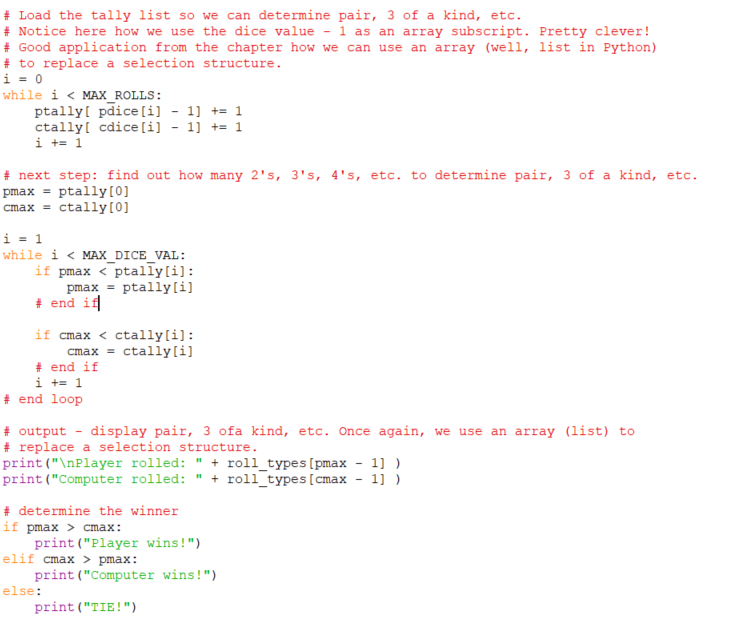 # Load the tally list so we can determine pair, 3 of a kind, etc.
# Notice here how we use the dice value - 1 as an array subscript. Pretty clever!
# Good application from the chapter how we can use an array (well, list in Python)
# to replace a selection structure.
i = 0
while i < MAX_ROLLS:
    ptally[ pdice[i] - 1] += 1
    ctally[ cdice[i] - 1] += 1
    i += 1

# next step: find out how many 2's, 3's, 4's, etc. to determine pair, 3 of a kind, etc.
pmax = ptally[0]
cmax = ctally[0]

i = 1
while i < MAX_DICE_VAL:
    if pmax < ptally[i]:
        pmax = ptally[i]
    # end if

    if cmax < ctally[i]:
        cmax = ctally[i]
    # end if
    i += 1
# end loop

# output - display pair, 3 ofa kind, etc. Once again, we use an array (list) to
# replace a selection structure.
print("\nPlayer rolled: " + roll_types[pmax - 1] )
print("Computer rolled: " + roll_types[cmax - 1] )

# determine the winner
if pmax > cmax:
    print("Player wins!")
elif cmax > pmax:
    print("Computer wins!")
else:
    print("TIE!")